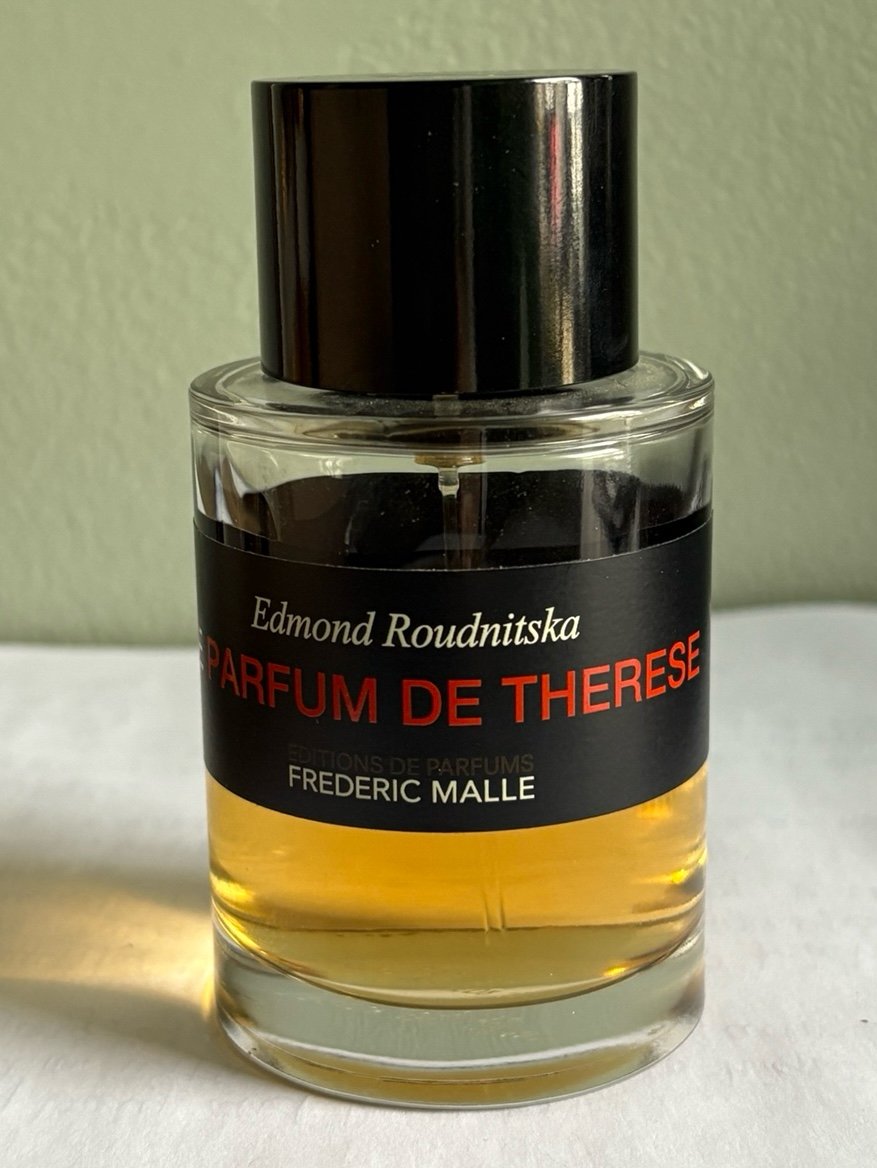 Edmond Roudnitska
E PARFUM DE THERESE
EDITIONS DE PARFUMS
FREDERIC MALLE